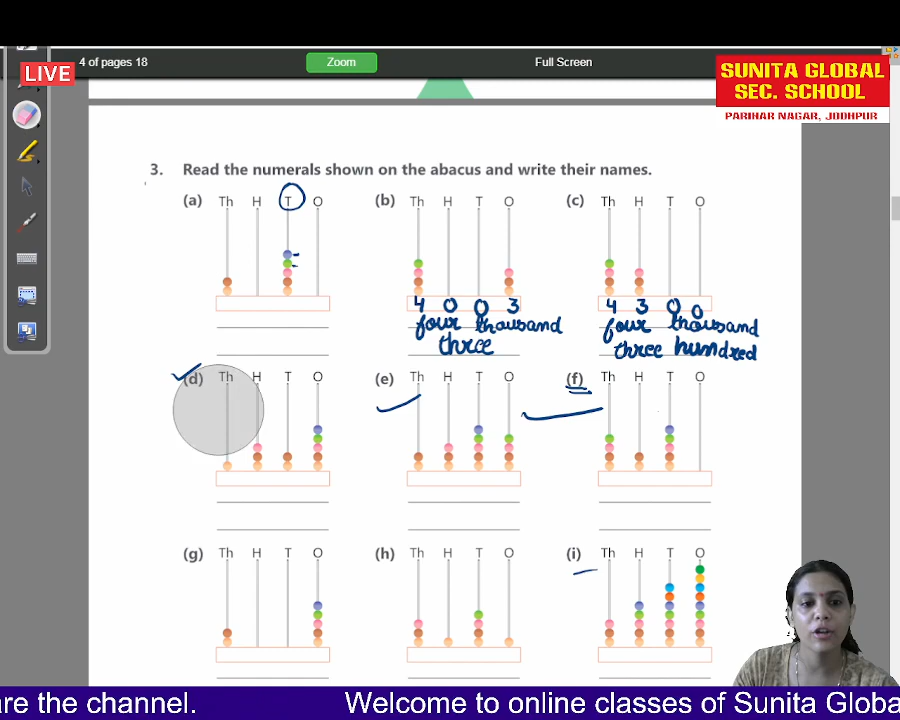 LIVE
4 of pages 18
Zoom
Full Screen
SUNITA GLOBAL
SEC. SCHOOL
PARIHAR NAGAR, JODHPUR
3. Read the numerals shown on the abacus and write their names.
(a) Th H T O
(b) Th H T O
(c) Th H T O
4 0 0 3
four thousand
three
4 3 0 0
four thousand
three hundred
(d) Th H T O
(e) Th H T O
(f) Th H T O
(g) Th H T O
(h) Th H T O
(i) Th H T O
are the channel.
Welcome to online classes of Sunita Globa